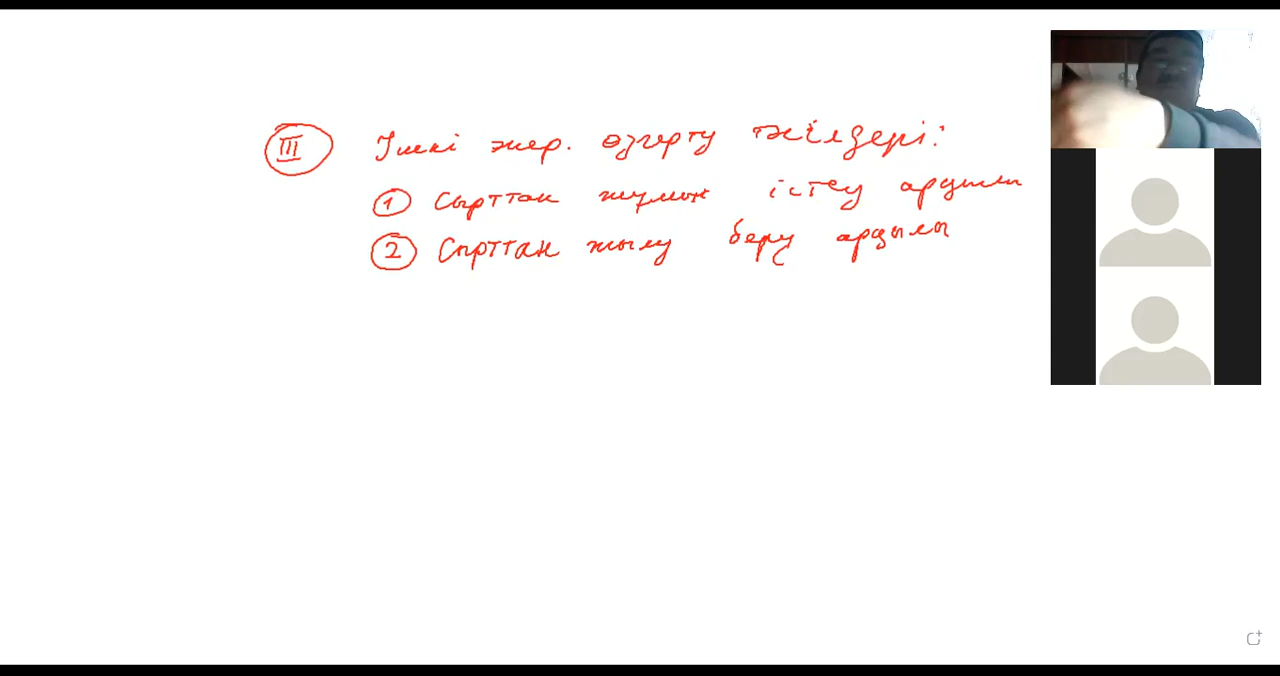 III Ішкі энер. өзгерту тәсілдері:
1 Сырттан жұмыс істеу арқылы
2 Сырттан жылу беру арқылы